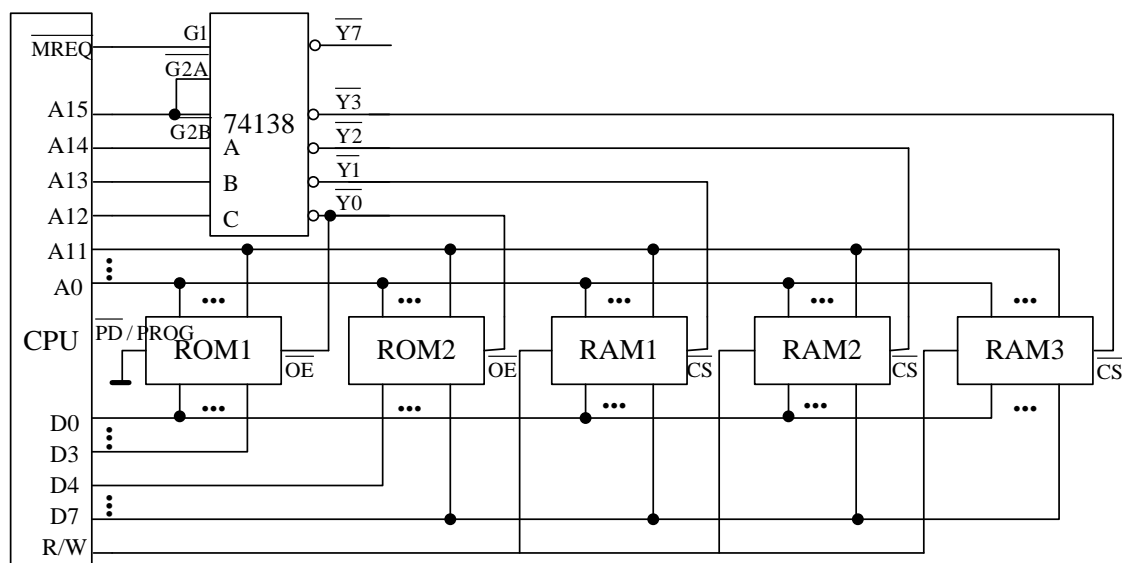 G1
Y7
MREQ
G2A
A15
Y3
G2B
74138
A14
A
Y2
A13
B
Y1
A12
C
Y0
A11
A0
CPU
PD/PROG
ROM1
OE
ROM2
OE
RAM1
CS
RAM2
CS
RAM3
CS
D0
D3
D4
D7
R/W